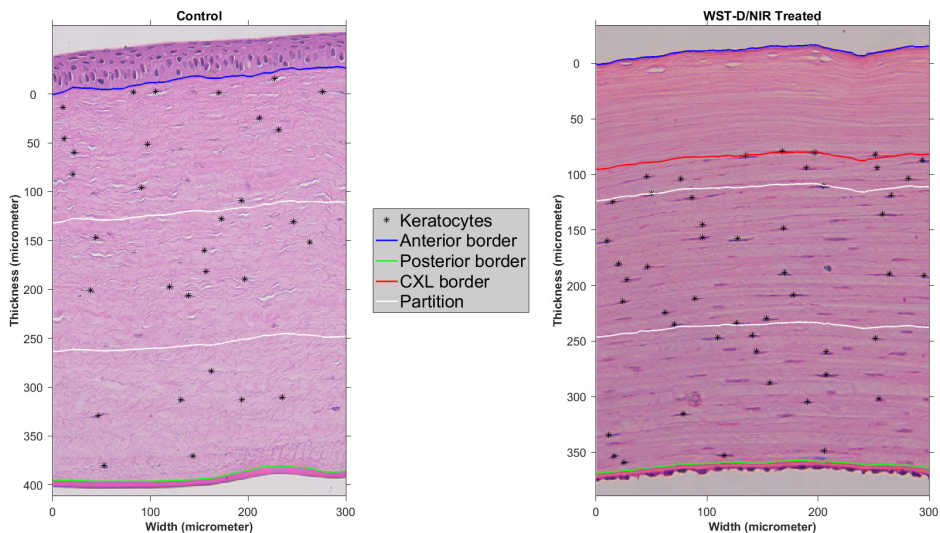 Control
WST-D/NIR Treated
Thickness (micrometer)
0
50
100
150
200
250
300
350
400
0
100
200
300
Width (micrometer)
Keratocytes
Anterior border
Posterior border
CXL border
Partition
Thickness (micrometer)
0
50
100
150
200
250
300
350
0
100
200
300
Width (micrometer)